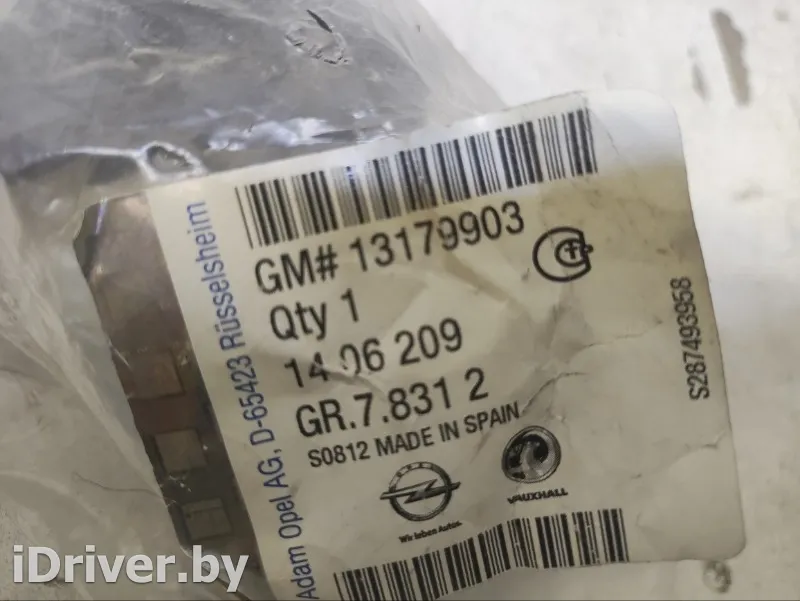 GM# 13179903
Qty 1
14 06 209
GR.7.831 2
S0812 MADE IN SPAIN
Wir leben Autos.
VAUXHALL
Adam Opel AG, D-65423 Rüsselsheim
S287493958
iDriver.by